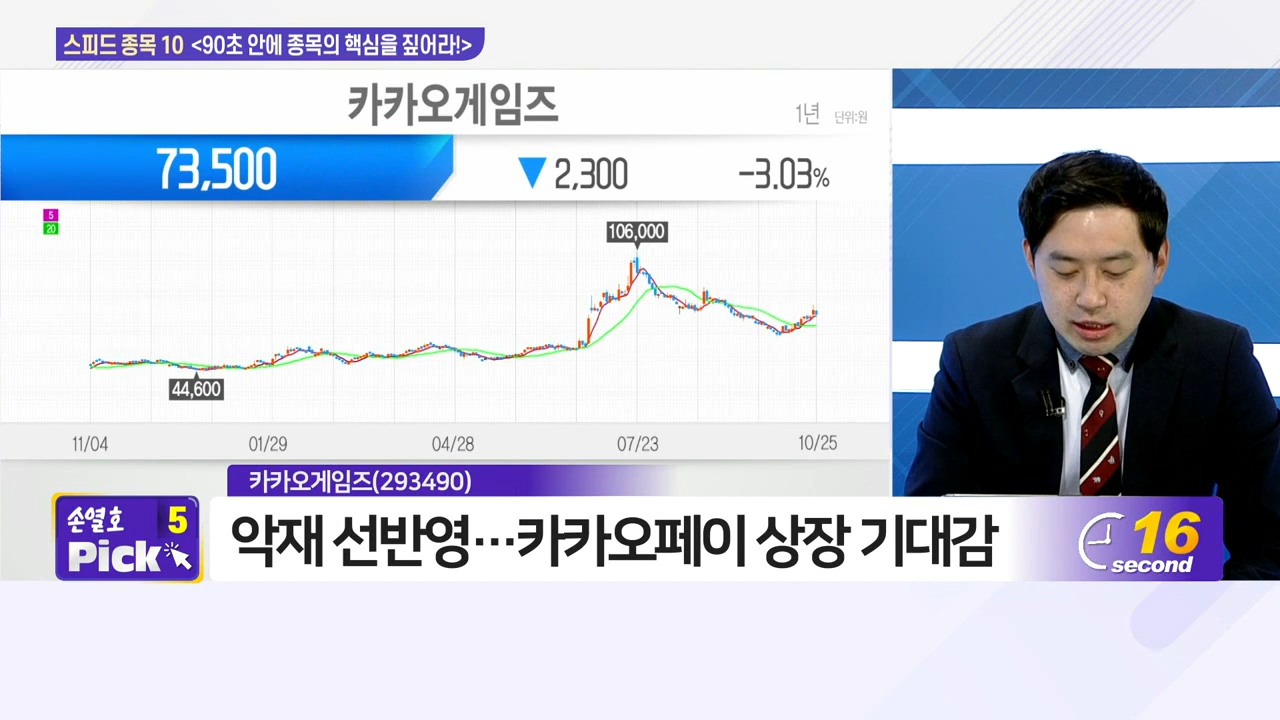 스피드 종목 10 <90초 안에 종목의 핵심을 짚어라!>
카카오게임즈
1년 단위:원
73,500 ▼2,300 -3.03%
5
20
106,000
44,600
11/04 01/29 04/28 07/23 10/25
카카오게임즈(293490)
손열호 5
Pick
악재 선반영…카카오페이 상장 기대감
16
second